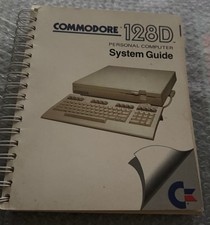 COMMODORE 128D
PERSONAL COMPUTER
System Guide